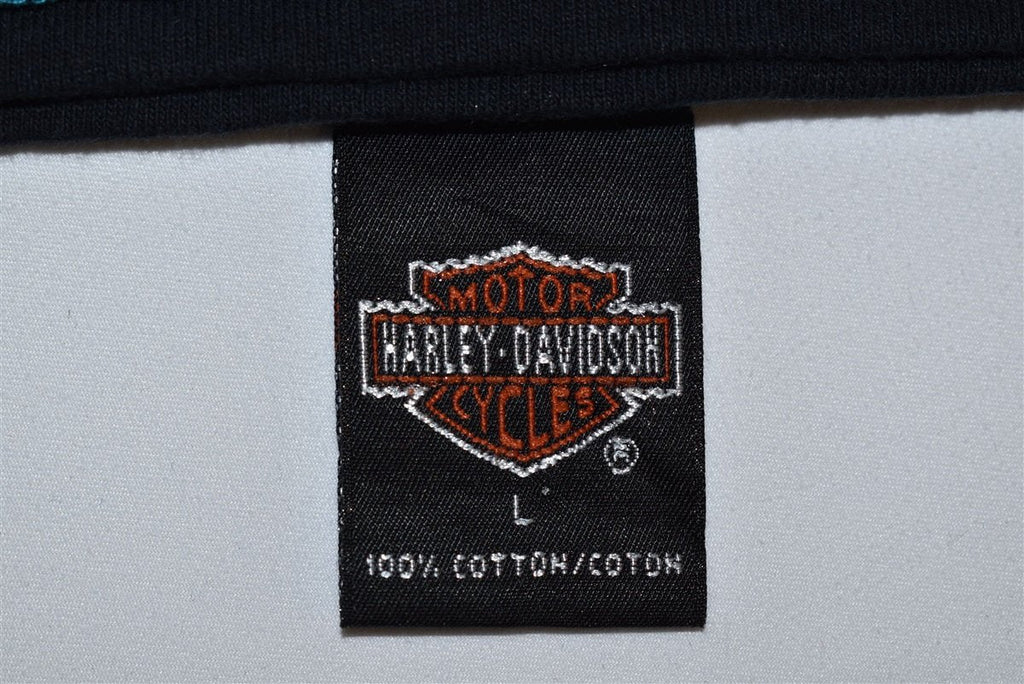 MOTOR
HARLEY-DAVIDSON
CYCLES
L
100% COTTON/COTON